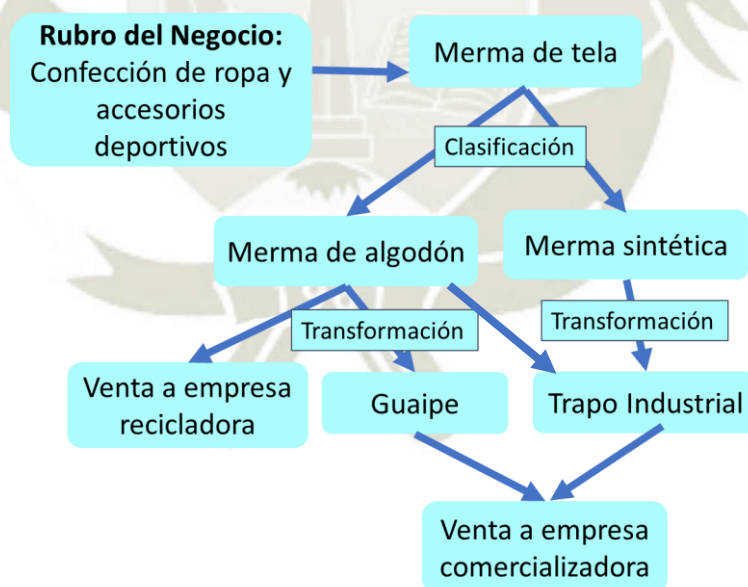 Rubro del Negocio:
Confección de ropa y
accesorios
deportivos
Merma de tela
Clasificación
Merma de algodón
Merma sintética
Transformación
Transformación
Venta a empresa
recicladora
Guaipe
Trapo Industrial
Venta a empresa
comercializadora